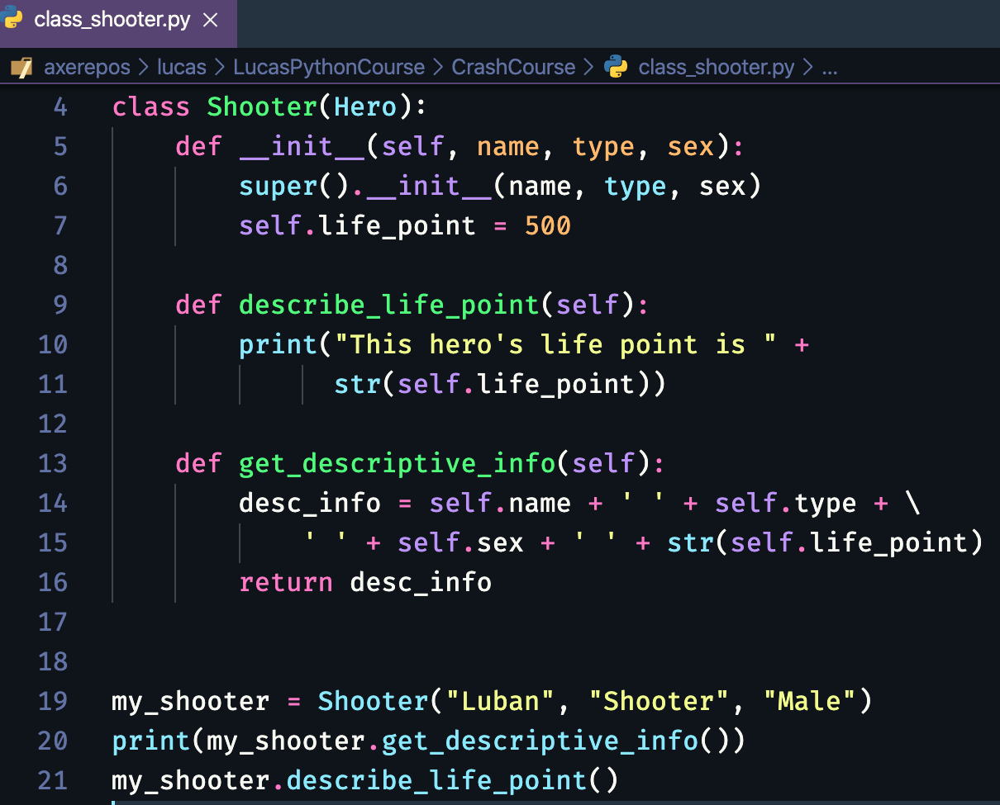 class_shooter.py ×
axerepos > lucas > LucasPythonCourse > CrashCourse > class_shooter.py > ...
4 class Shooter(Hero):
5     def __init__(self, name, type, sex):
6         super().__init__(name, type, sex)
7         self.life_point = 500
8
9     def describe_life_point(self):
10         print("This hero's life point is " +
11               str(self.life_point))
12
13     def get_descriptive_info(self):
14         desc_info = self.name + ' ' + self.type + \
15             ' ' + self.sex + ' ' + str(self.life_point)
16         return desc_info
17
18
19 my_shooter = Shooter("Luban", "Shooter", "Male")
20 print(my_shooter.get_descriptive_info())
21 my_shooter.describe_life_point()